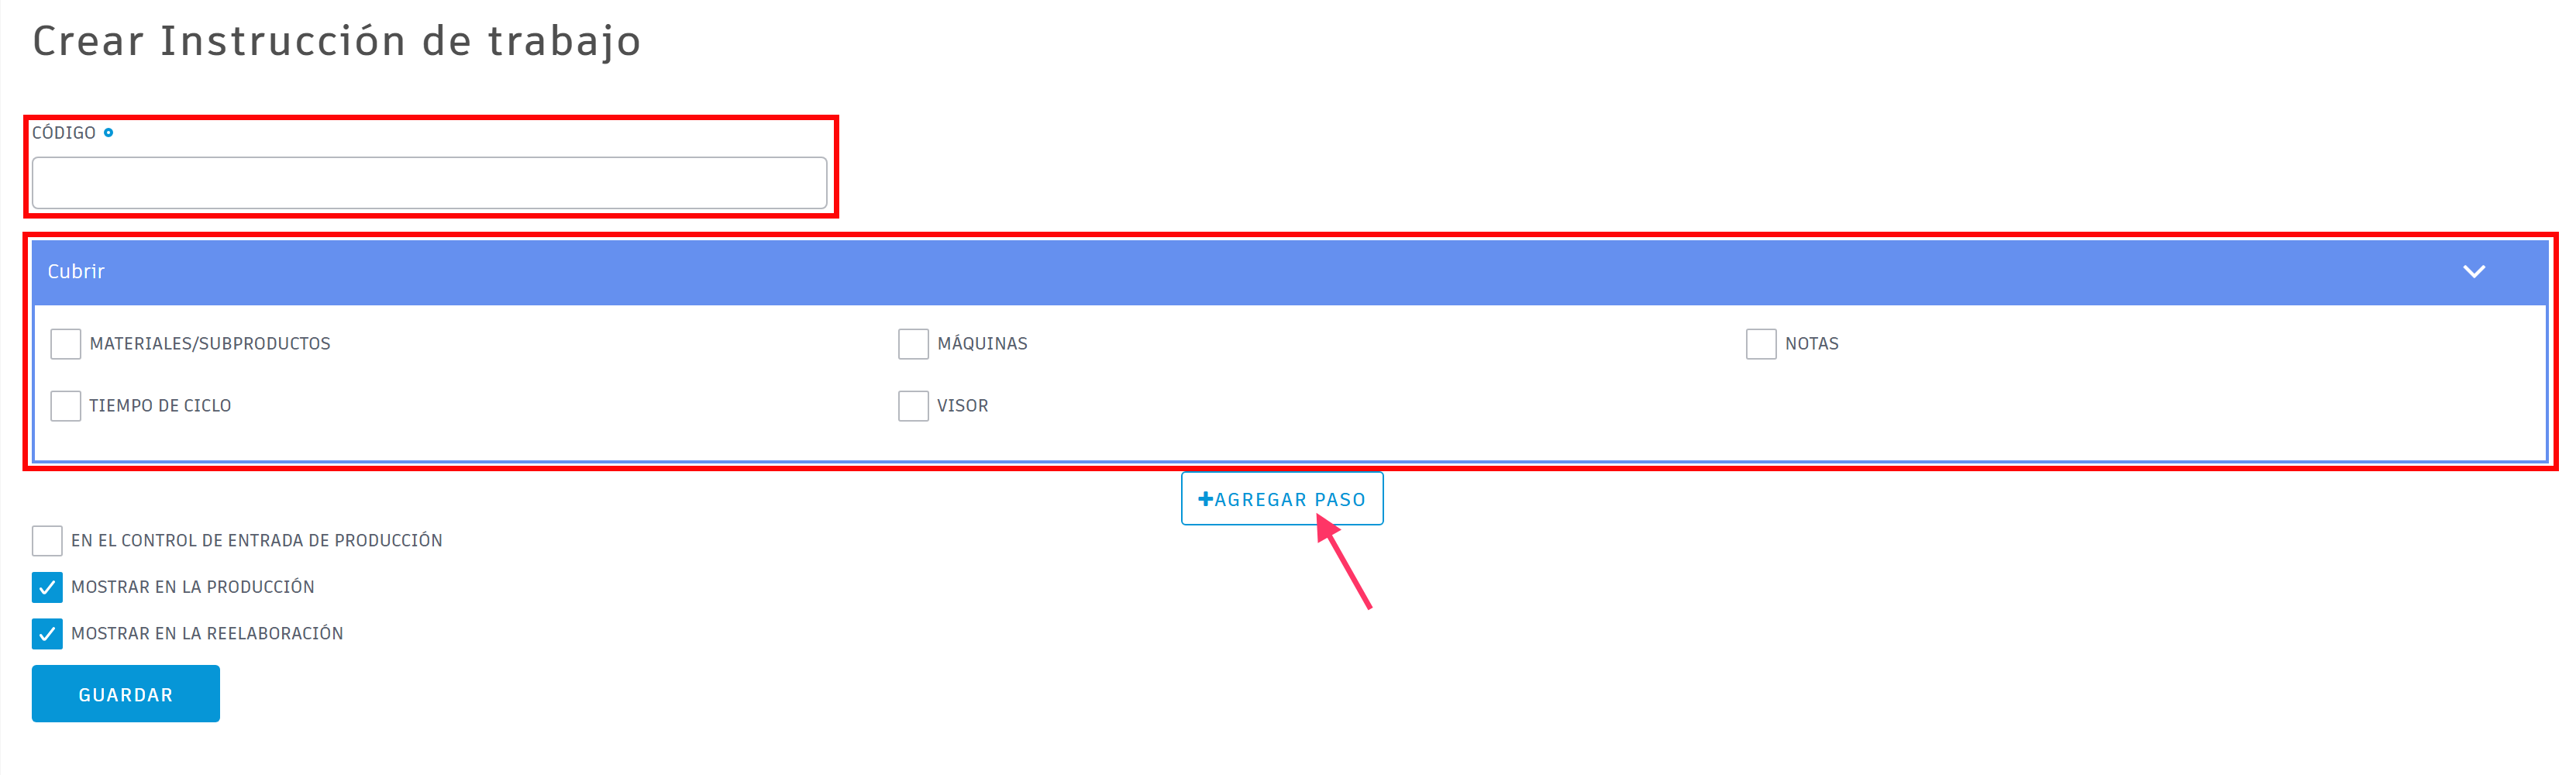 Crear Instrucción de trabajo
CÓDIGO
Cubrir
MATERIALES/SUBPRODUCTOS MÁQUINAS NOTAS
TIEMPO DE CICLO VISOR
+AGREGAR PASO
EN EL CONTROL DE ENTRADA DE PRODUCCIÓN
MOSTRAR EN LA PRODUCCIÓN
MOSTRAR EN LA REELABORACIÓN
GUARDAR